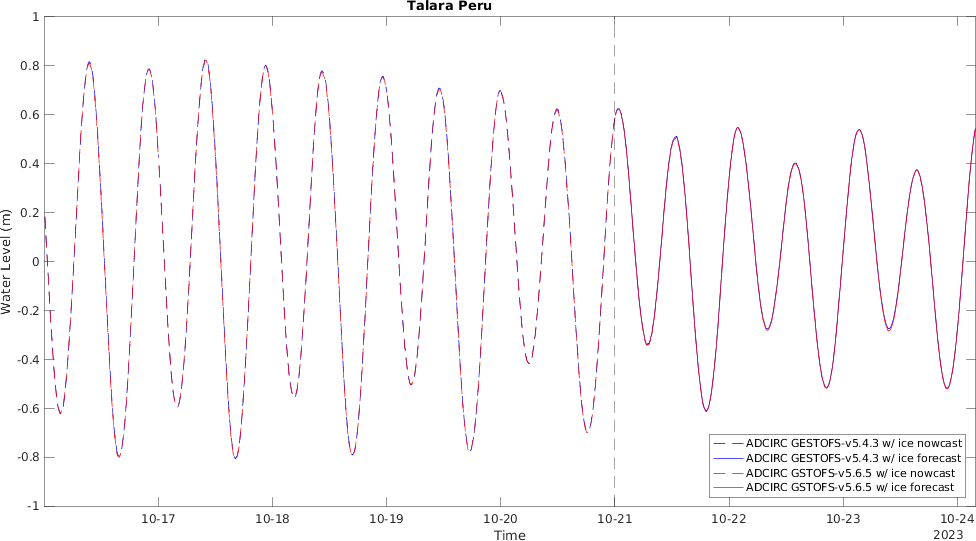 Talara Peru
1
0.8
0.6
0.4
0.2
0
-0.2
-0.4
-0.6
-0.8
-1
Water Level (m)
10-17 10-18 10-19 10-20 10-21 10-22 10-23 10-24
2023
Time
ADCIRC GESTOFS-v5.4.3 w/ ice nowcast
ADCIRC GESTOFS-v5.4.3 w/ ice forecast
ADCIRC GSTOFS-v5.6.5 w/ ice nowcast
ADCIRC GSTOFS-v5.6.5 w/ ice forecast